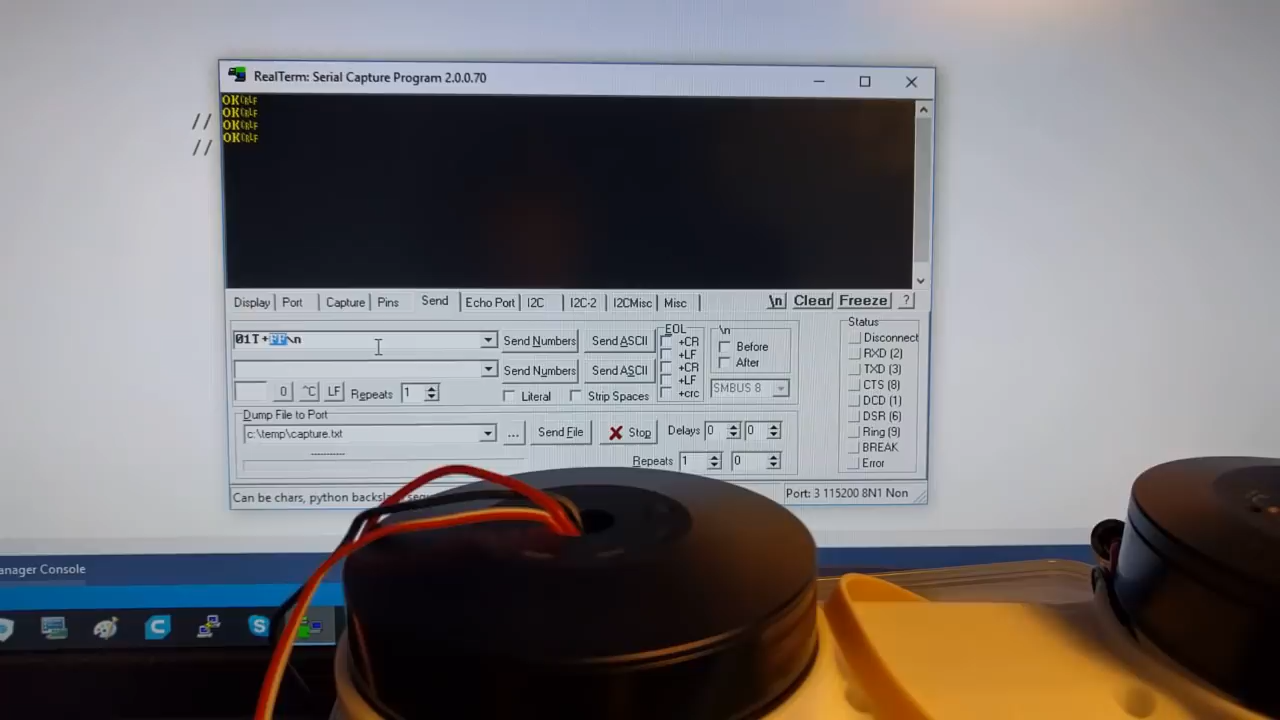 RealTerm: Serial Capture Program 2.0.0.70
OKCRLF
OKCRLF
OKCRLF
OKCRLF
//
//
Display Port Capture Pins Send Echo Port I2C I2C-2 I2CMisc Misc \n Clear Freeze ?
01T+FF\n
Send Numbers Send ASCII
Send Numbers Send ASCII
EOL
+CR
+LF
+CR
+LF
+crc
\n
Before
After
SMBUS 8
0 ^C LF Repeats 1 Literal Strip Spaces
Dump File to Port
c:\temp\capture.txt ... Send File Stop Delays 0 0
Repeats 1 0
Status
Disconnect
RXD (2)
TXD (3)
CTS (8)
DCD (1)
DSR (6)
Ring (9)
BREAK
Error
Can be chars, python backsla
Port: 3 115200 8N1 Non
anager Console